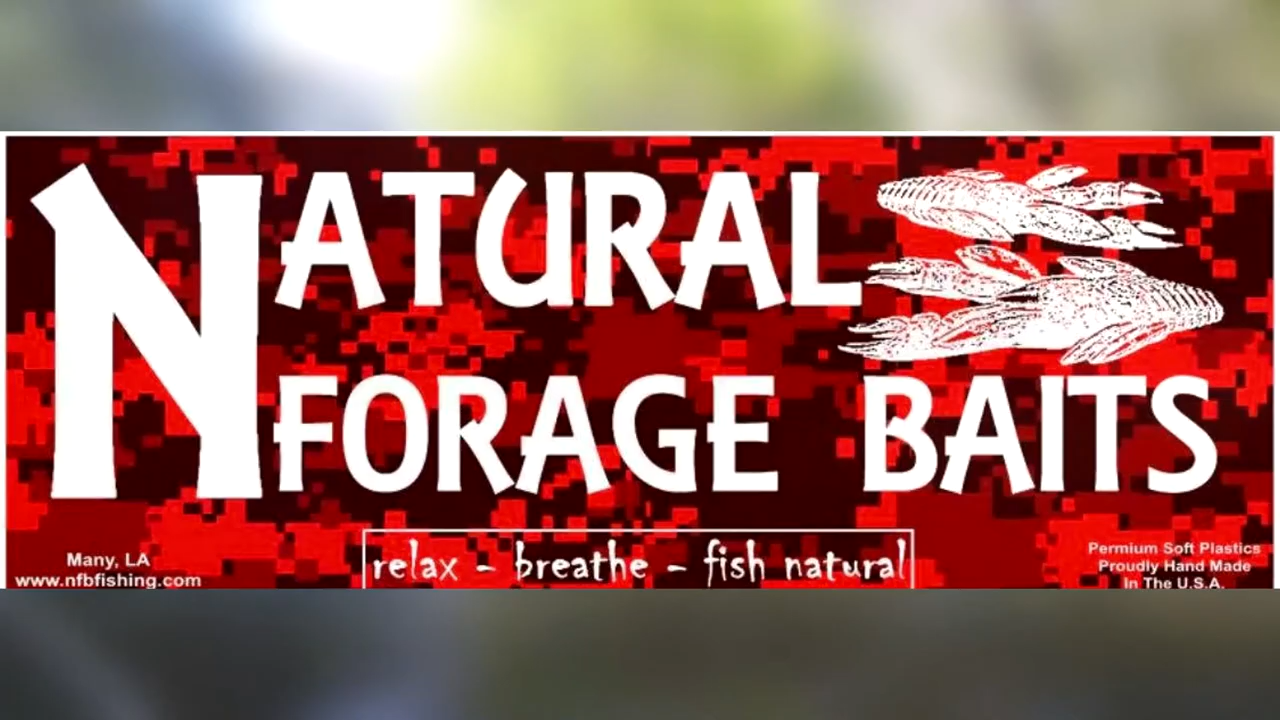 NATURAL
FORAGE BAITS
relax - breathe - fish natural
Many, LA
www.nfbfishing.com
Permium Soft Plastics
Proudly Hand Made
In The U.S.A.